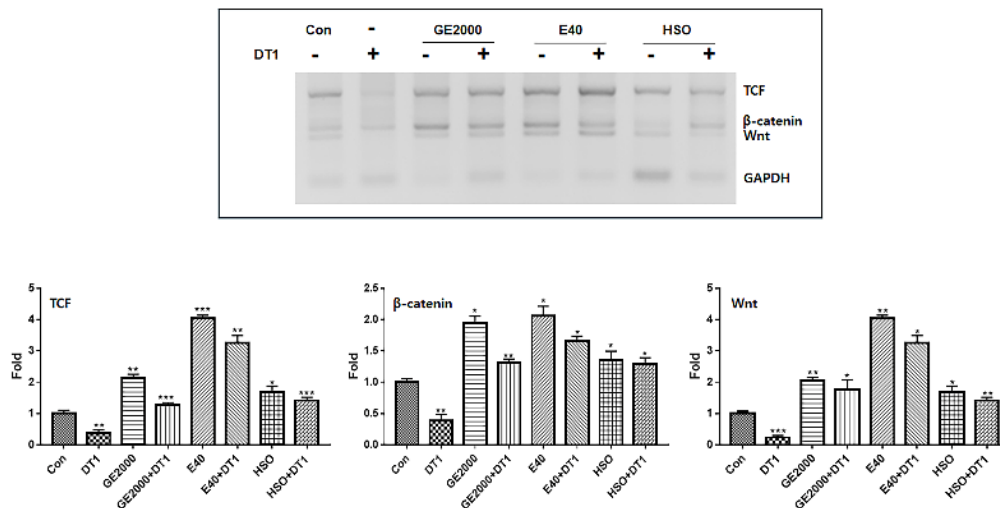 Con - GE2000 E40 HSO
DT1 - + - + - + - +
TCF
β-catenin
Wnt
GAPDH
TCF
Fold
5
4
3
2
1
0
**
**
***
***
**
*
***
Con
DT1
GE2000
GE2000+DT1
E40
E40+DT1
HSO
HSO+DT1
β-catenin
Fold
2.5
2.0
1.5
1.0
0.5
0.0
**
*
**
*
*
*
*
Con
DT1
GE2000
GE2000+DT1
E40
E40+DT1
HSO
HSO+DT1
Wnt
Fold
5
4
3
2
1
0
***
**
*
**
*
*
**
Con
DT1
GE2000
GE2000+DT1
E40
E40+DT1
HSO
HSO+DT1